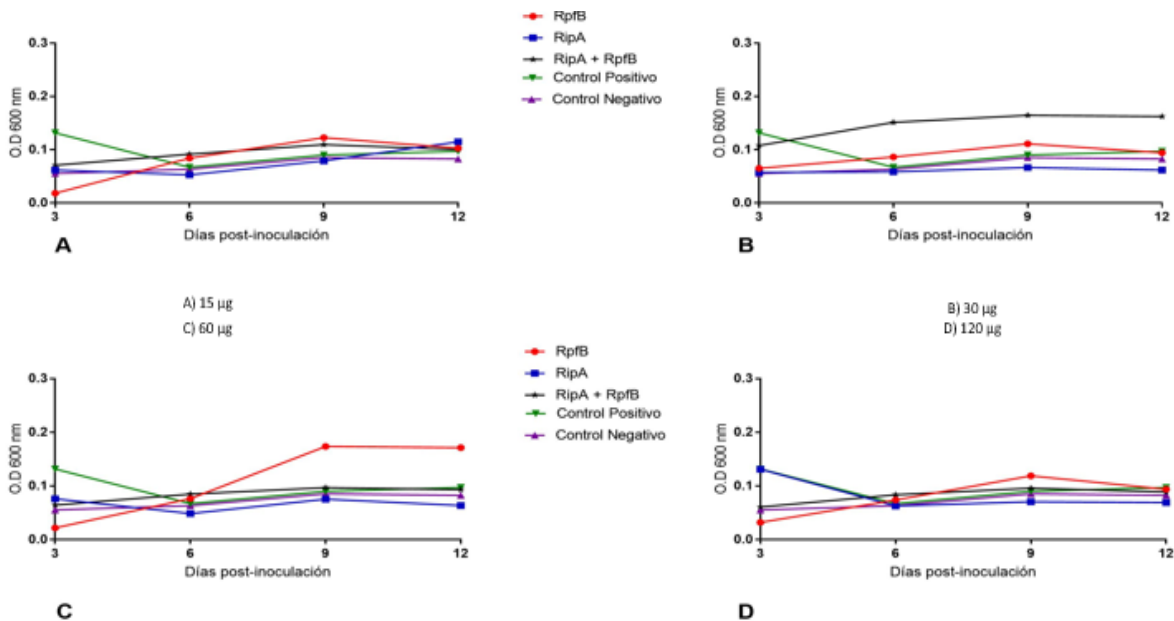 RpfB
RipA
RipA + RpfB
Control Positivo
Control Negativo
O.D 600 nm
0.3
0.2
0.1
0.0
3
6
9
12
Días post-inoculación
A
O.D 600 nm
0.3
0.2
0.1
0.0
3
6
9
12
Días post-inoculación
B
A) 15 µg
C) 60 µg
B) 30 µg
D) 120 µg
RpfB
RipA
RipA + RpfB
Control Positivo
Control Negativo
O.D 600 nm
0.3
0.2
0.1
0.0
3
6
9
12
Días post-inoculación
C
O.D 600 nm
0.3
0.2
0.1
0.0
3
6
9
12
Días post-inoculación
D